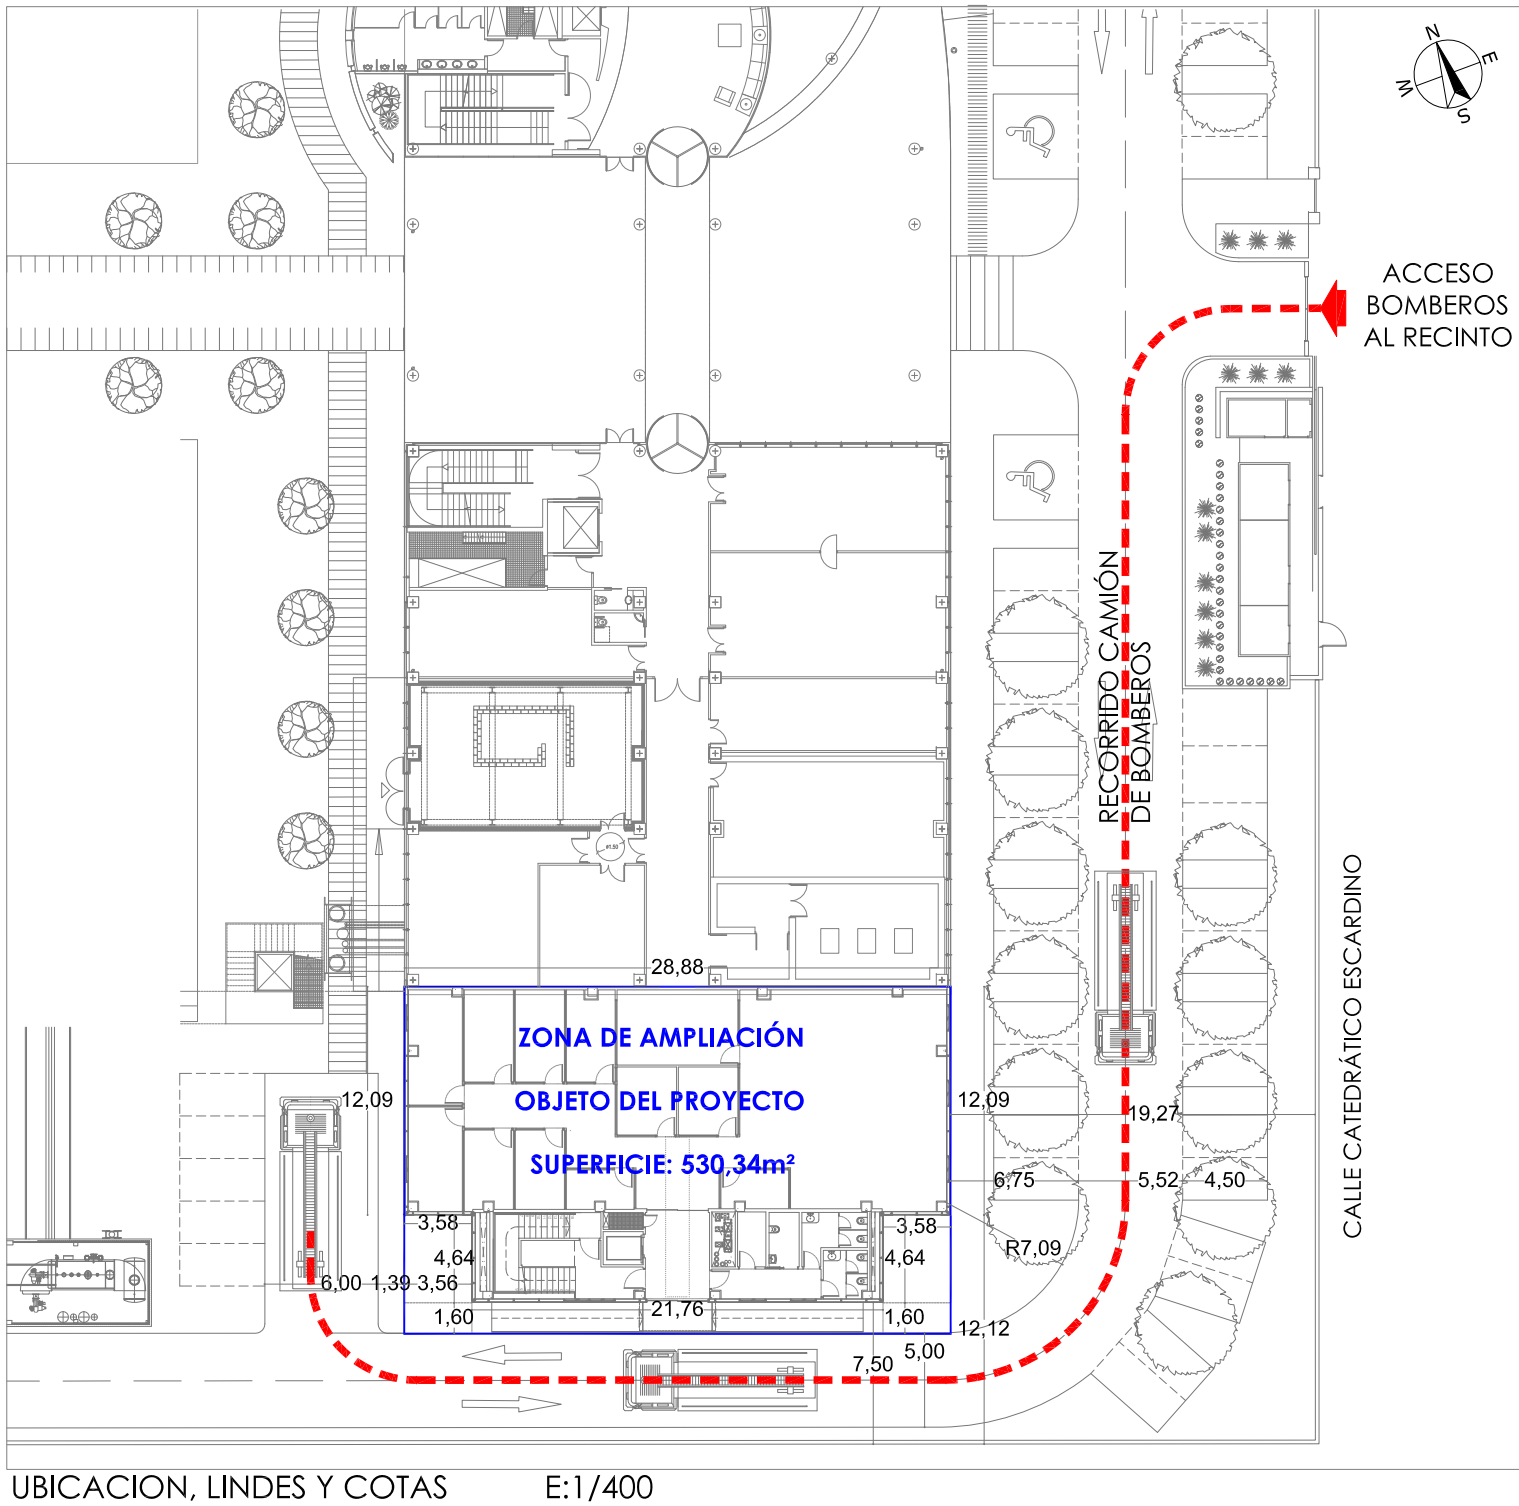 N
E
M
S
ACCESO
BOMBEROS
AL RECINTO
RECORRIDO CAMIÓN
DE BOMBEROS
CALLE CATEDRÁTICO ESCARDINO
ø1.50
28,88
ZONA DE AMPLIACIÓN
OBJETO DEL PROYECTO
SUPERFICIE: 530,34m²
12,09
12,09
19,27
6,75
5,52
4,50
3,58
3,58
4,64
4,64
R7,09
6,00
1,39
3,56
1,60
21,76
1,60
12,12
7,50
5,00
UBICACION, LINDES Y COTAS
E:1/400